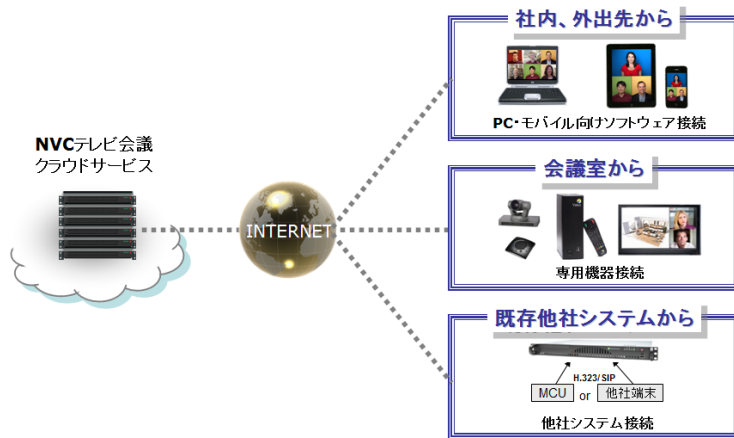 NVCテレビ会議
クラウドサービス
INTERNET
社内、外出先から
PC・モバイル向けソフトウェア接続
会議室から
専用機器接続
既存他社システムから
H.323/SIP
MCU or 他社端末
他社システム接続